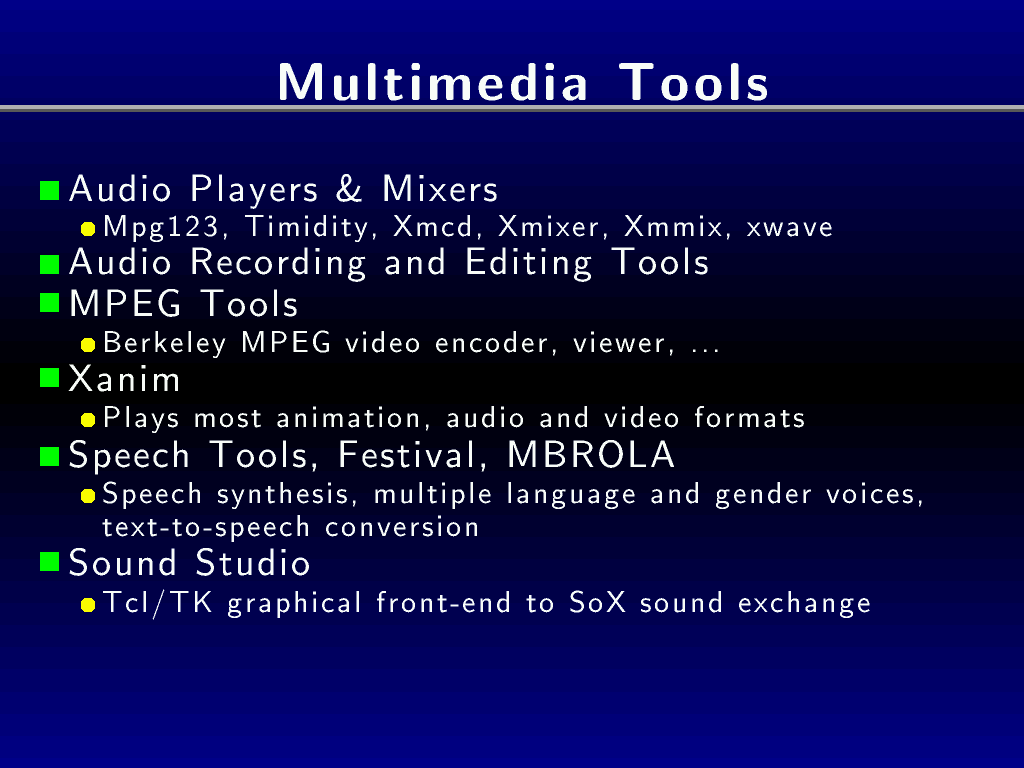 Multimedia Tools
Audio Players & Mixers
Mpg123, Timidity, Xmcd, Xmixer, Xmmix, xwave
Audio Recording and Editing Tools
MPEG Tools
Berkeley MPEG video encoder, viewer, ...
Xanim
Plays most animation, audio and video formats
Speech Tools, Festival, MBROLA
Speech synthesis, multiple language and gender voices,
text-to-speech conversion
Sound Studio
Tcl/TK graphical front-end to SoX sound exchange